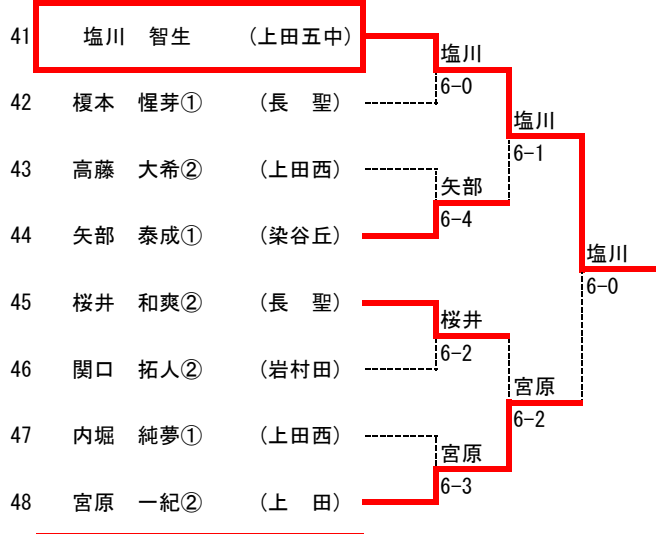 41 塩川 智生 (上田五中)
42 榎本 惺芽① (長 聖)
43 高藤 大希② (上田西)
44 矢部 泰成① (染谷丘)
45 桜井 和爽② (長 聖)
46 関口 拓人② (岩村田)
47 内堀 純夢① (上田西)
48 宮原 一紀② (上 田)
塩川
6-0
矢部
6-4
桜井
6-2
宮原
6-3
塩川
6-1
宮原
6-2
塩川
6-0